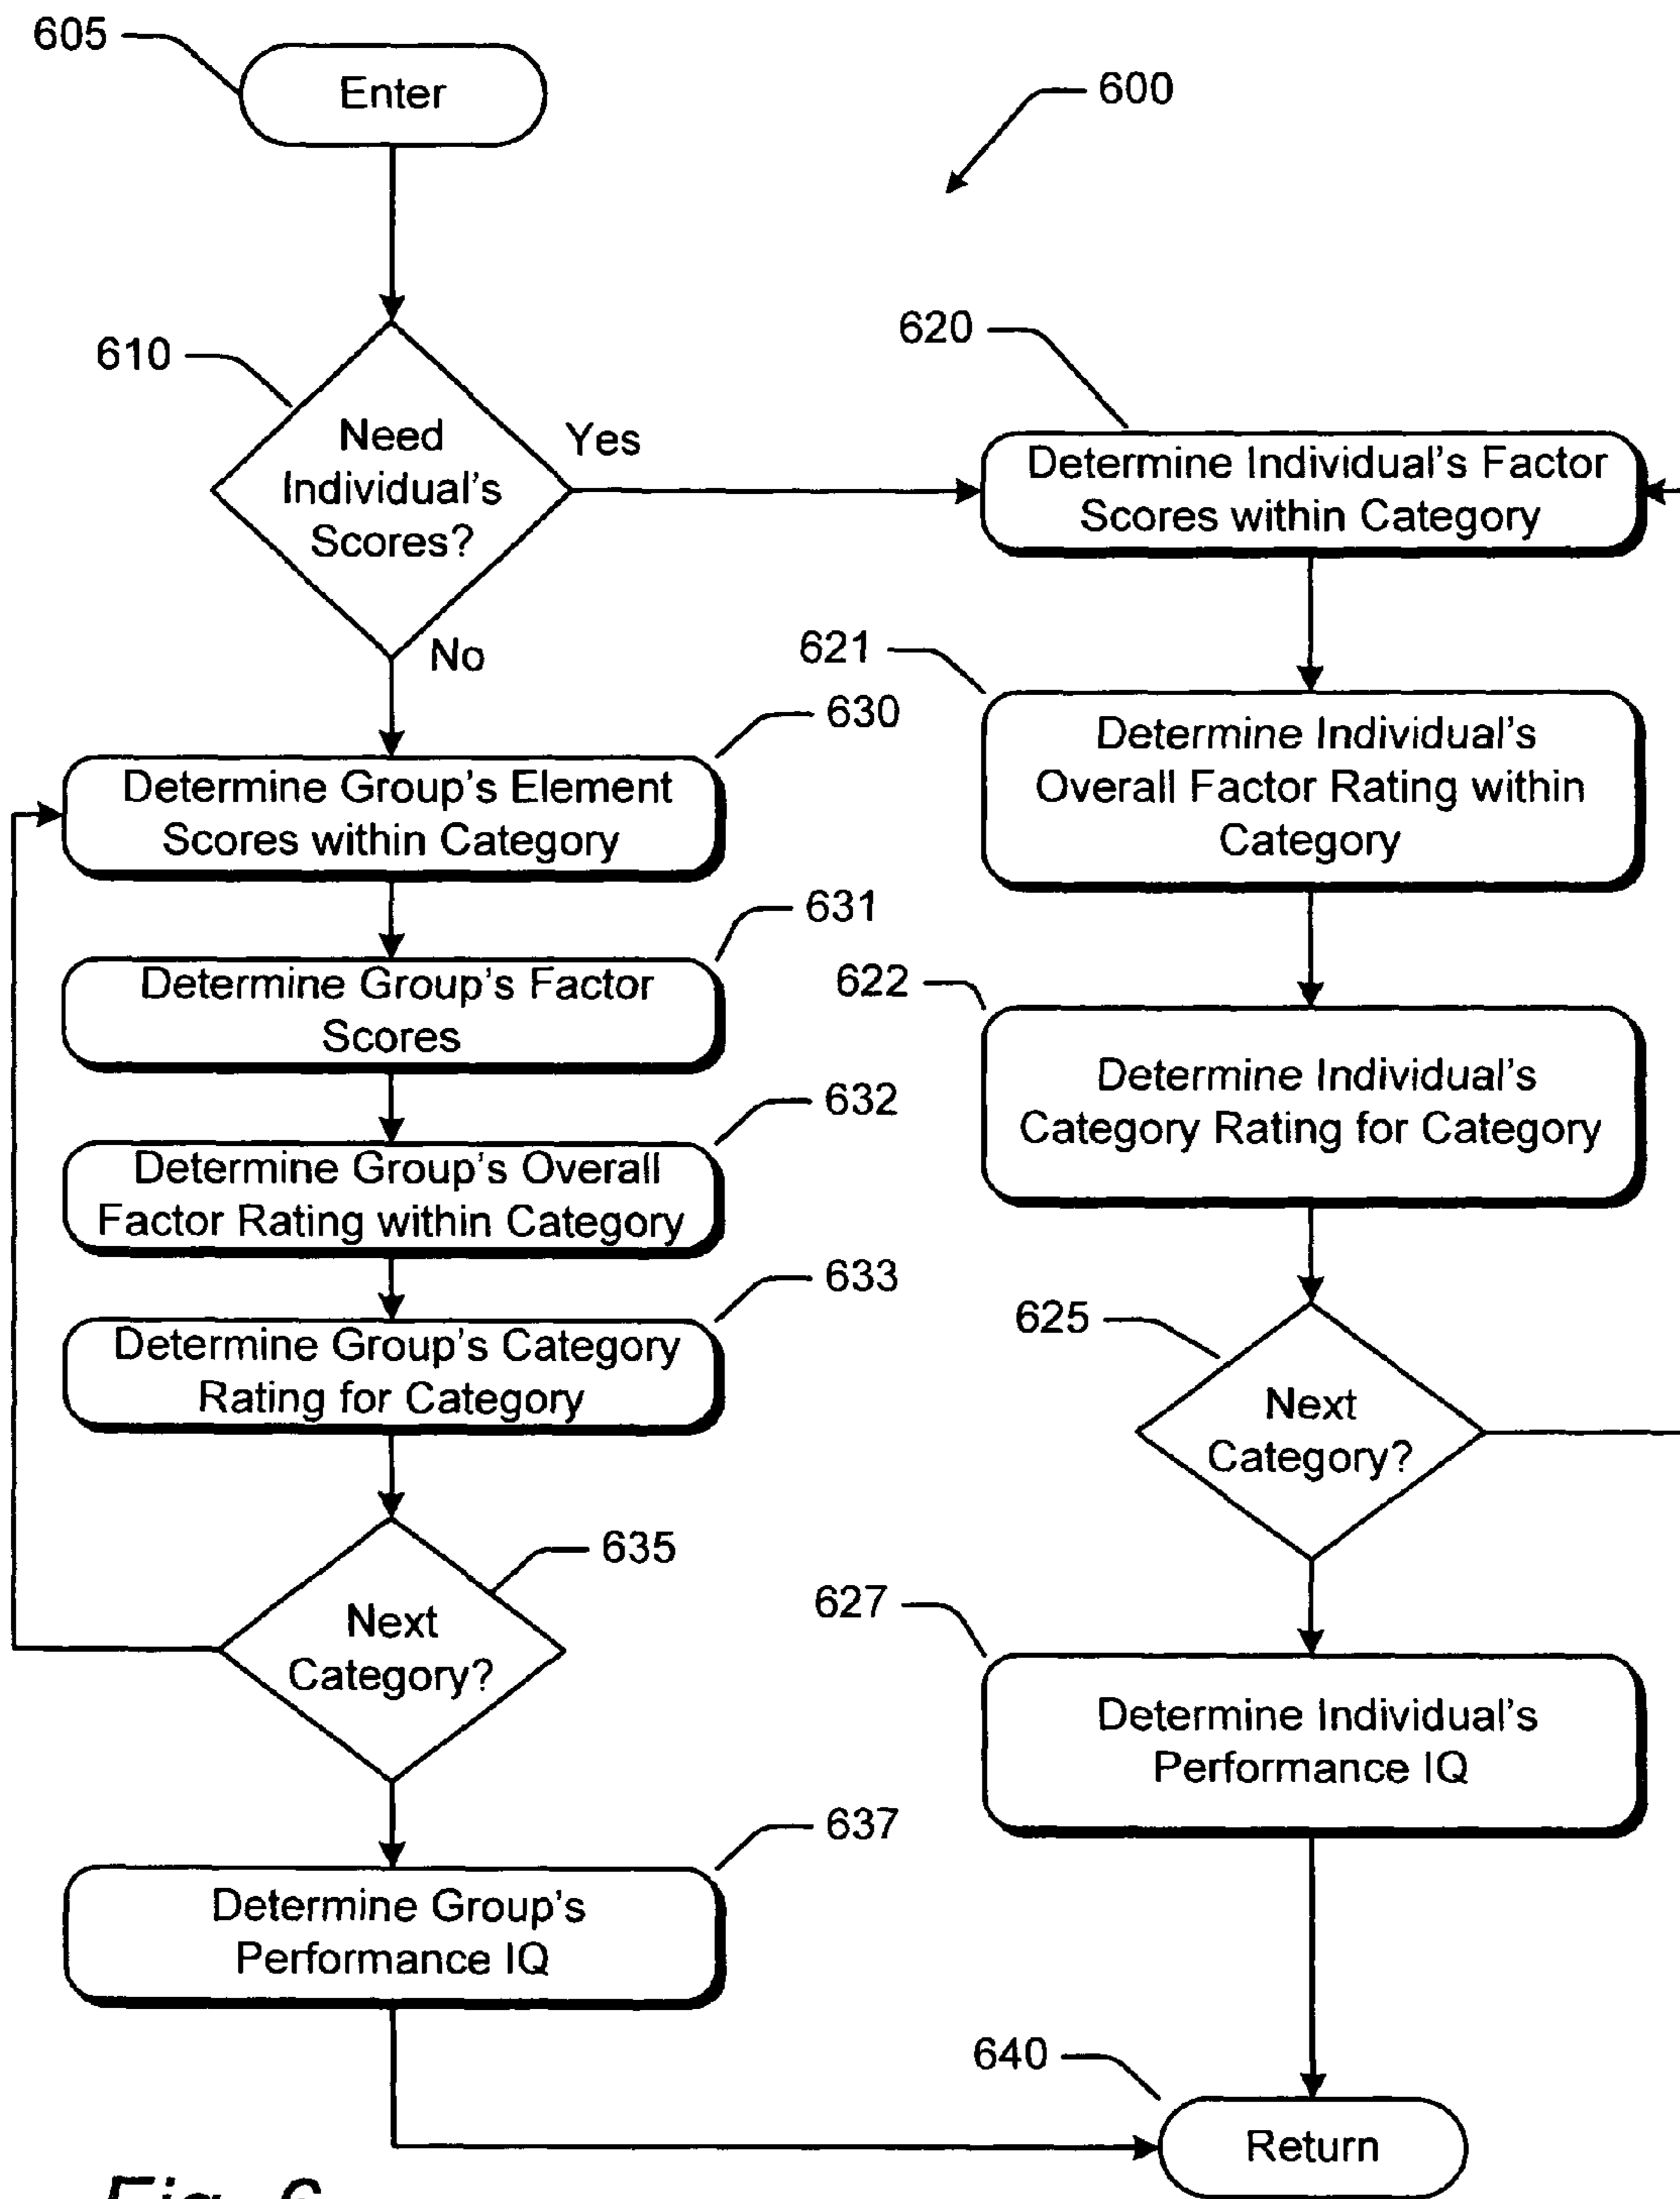 605
Enter
600
610
Need
Individual's
Scores?
Yes
No
620
Determine Individual's Factor
Scores within Category
621
Determine Individual's
Overall Factor Rating within
Category
622
Determine Individual's
Category Rating for Category
625
Next
Category?
627
Determine Individual's
Performance IQ
630
Determine Group's Element
Scores within Category
631
Determine Group's Factor
Scores
632
Determine Group's Overall
Factor Rating within Category
633
Determine Group's Category
Rating for Category
635
Next
Category?
637
Determine Group's
Performance IQ
640
Return
Fig. 6